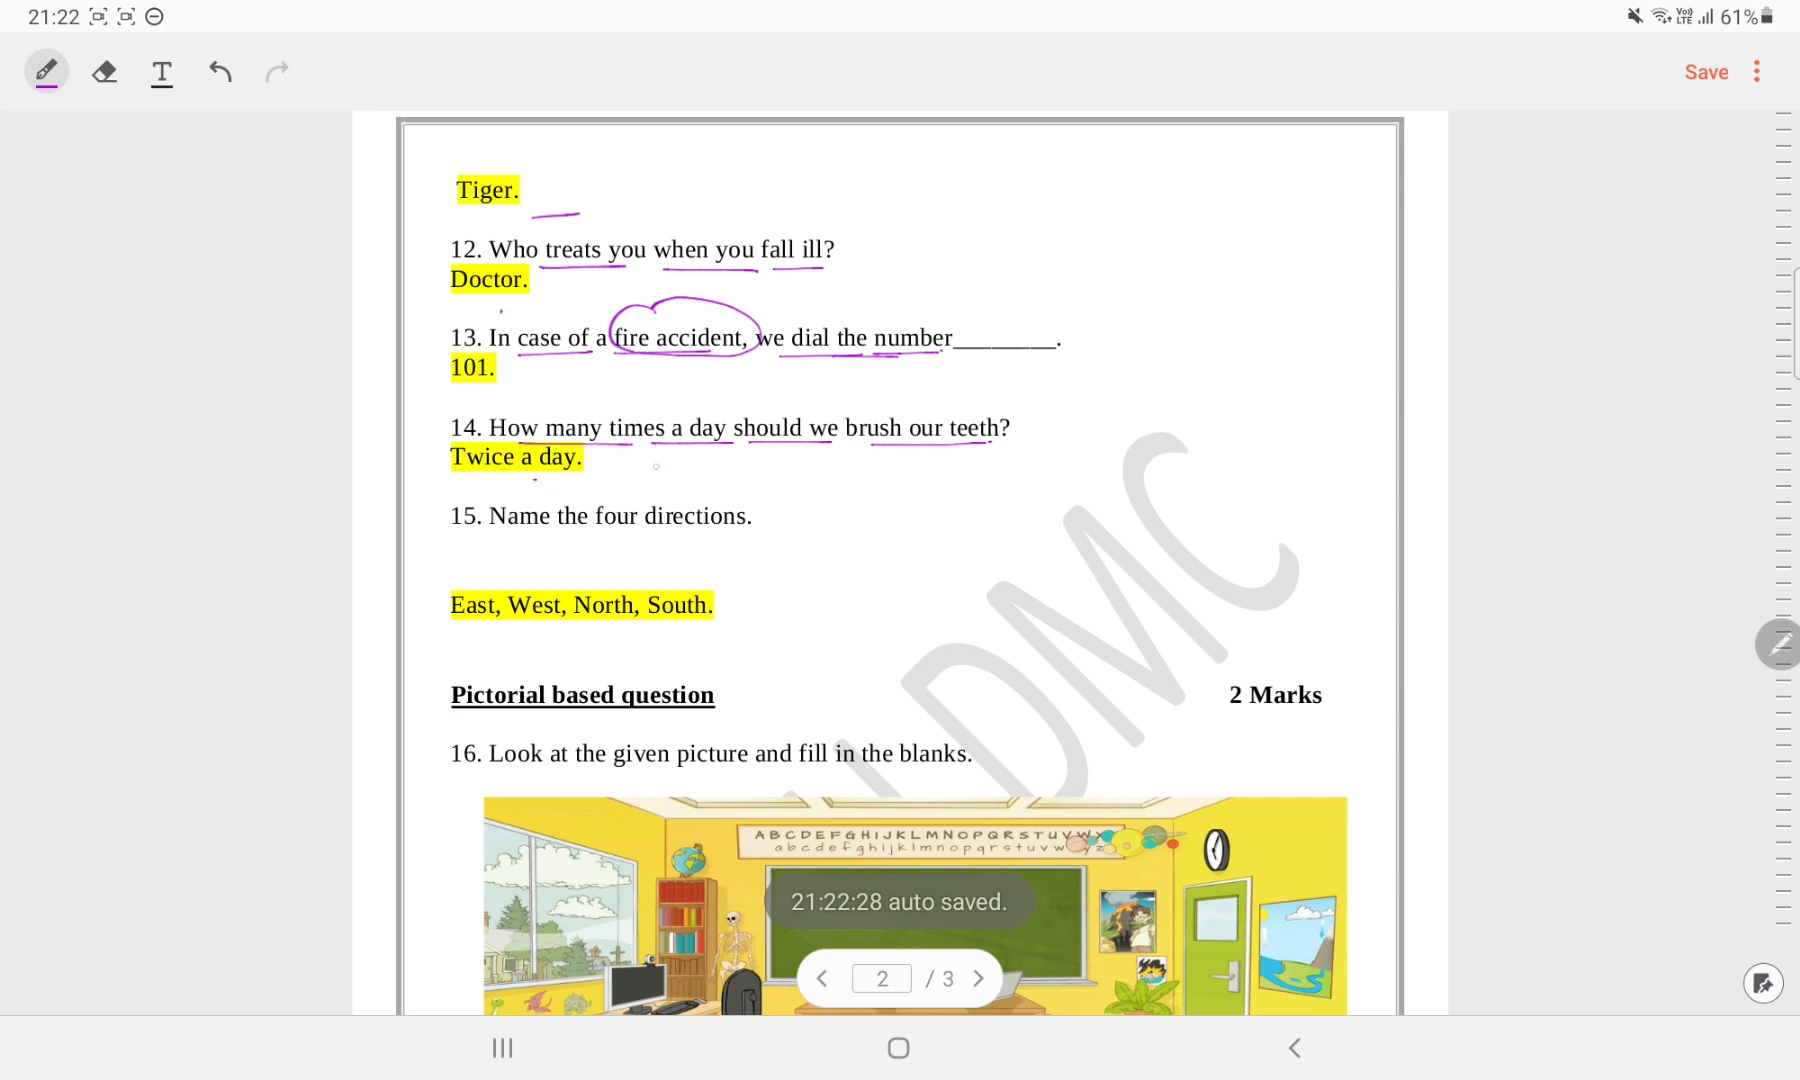 21:22 61%
T Save
Tiger.
12. Who treats you when you fall ill?
Doctor.
13. In case of a fire accident, we dial the number________.
101.
14. How many times a day should we brush our teeth?
Twice a day.
15. Name the four directions.
East, West, North, South.
Pictorial based question 2 Marks
16. Look at the given picture and fill in the blanks.
A B C D E F G H I J K L M N O P Q R S T U V W X
a b c d e f g h i j k l m n o p q r s t u v w y z
21:22:28 auto saved.
2 / 3
DMC